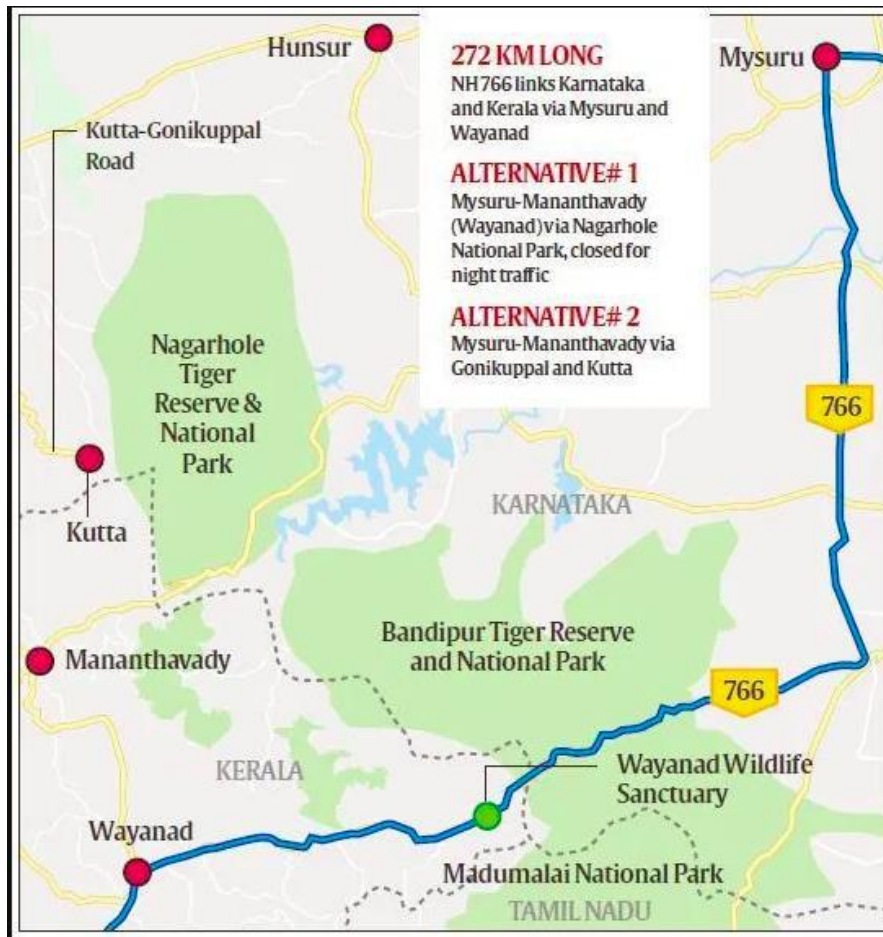 Hunsur
272 KM LONG
NH 766 links Karnataka
and Kerala via Mysuru and
Wayanad
Mysuru
Kutta-Gonikuppal
Road
ALTERNATIVE# 1
Mysuru-Mananthavady
(Wayanad) via Nagarhole
National Park, closed for
night traffic
ALTERNATIVE# 2
Mysuru-Mananthavady via
Gonikuppal and Kutta
Nagarhole
Tiger
Reserve &
National
Park
766
Kutta
KARNATAKA
Mananthavady
Bandipur Tiger Reserve
and National Park
766
KERALA
Wayanad Wildlife
Sanctuary
Wayanad
Madumalai National Park
TAMIL NADU